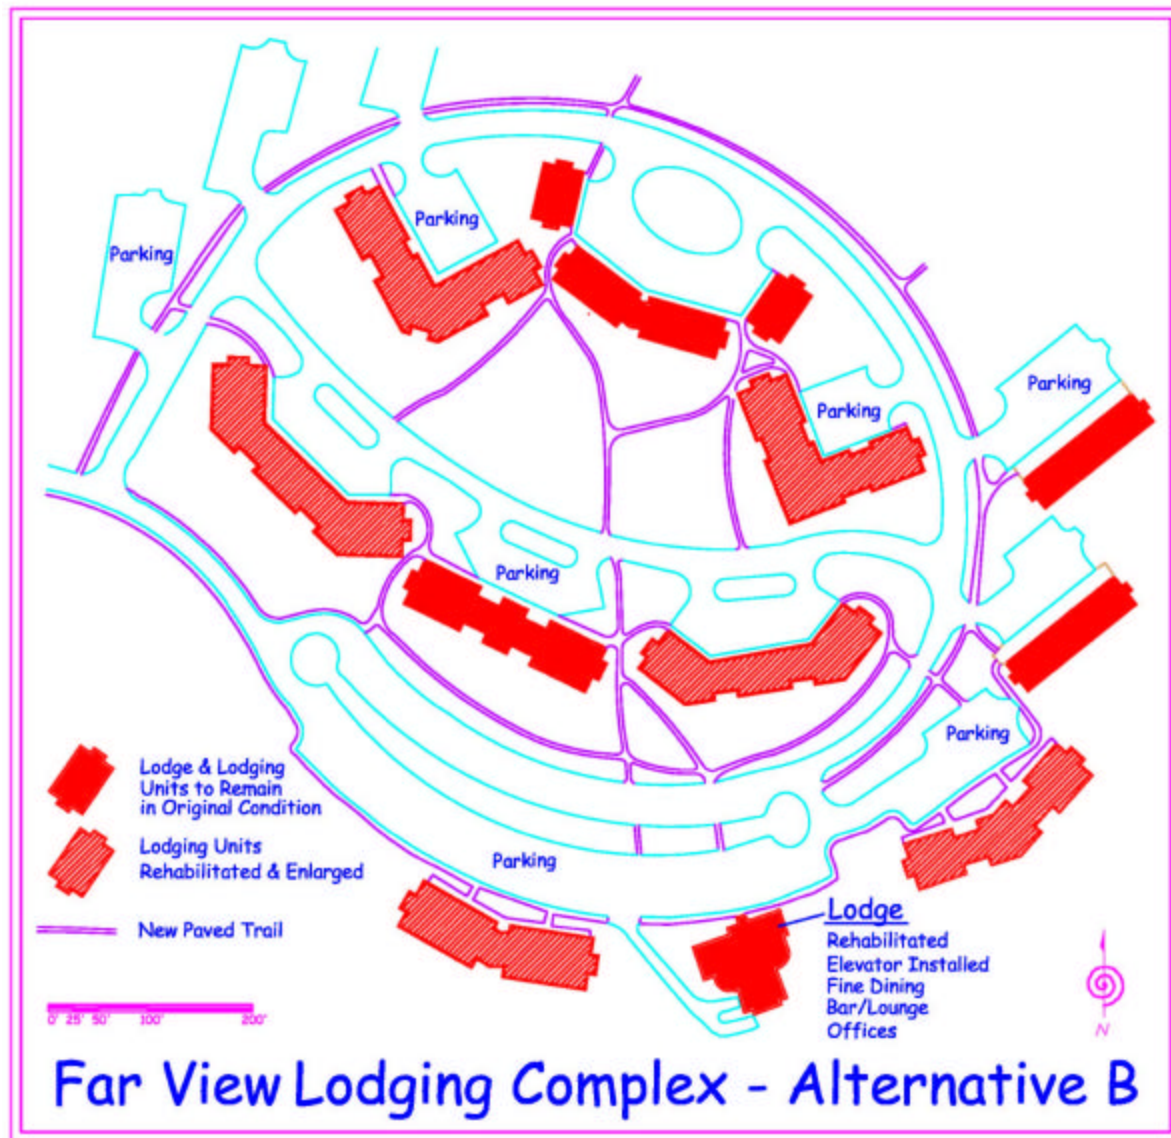 Parking
Parking
Parking
Parking
Parking
Parking
Parking
Lodge & Lodging
Units to Remain
in Original Condition
Lodging Units
Rehabilitated & Enlarged
New Paved Trail
Lodge
Rehabilitated
Elevator Installed
Fine Dining
Bar/Lounge
Offices
0' 25' 50' 100' 200'
N
Far View Lodging Complex - Alternative B